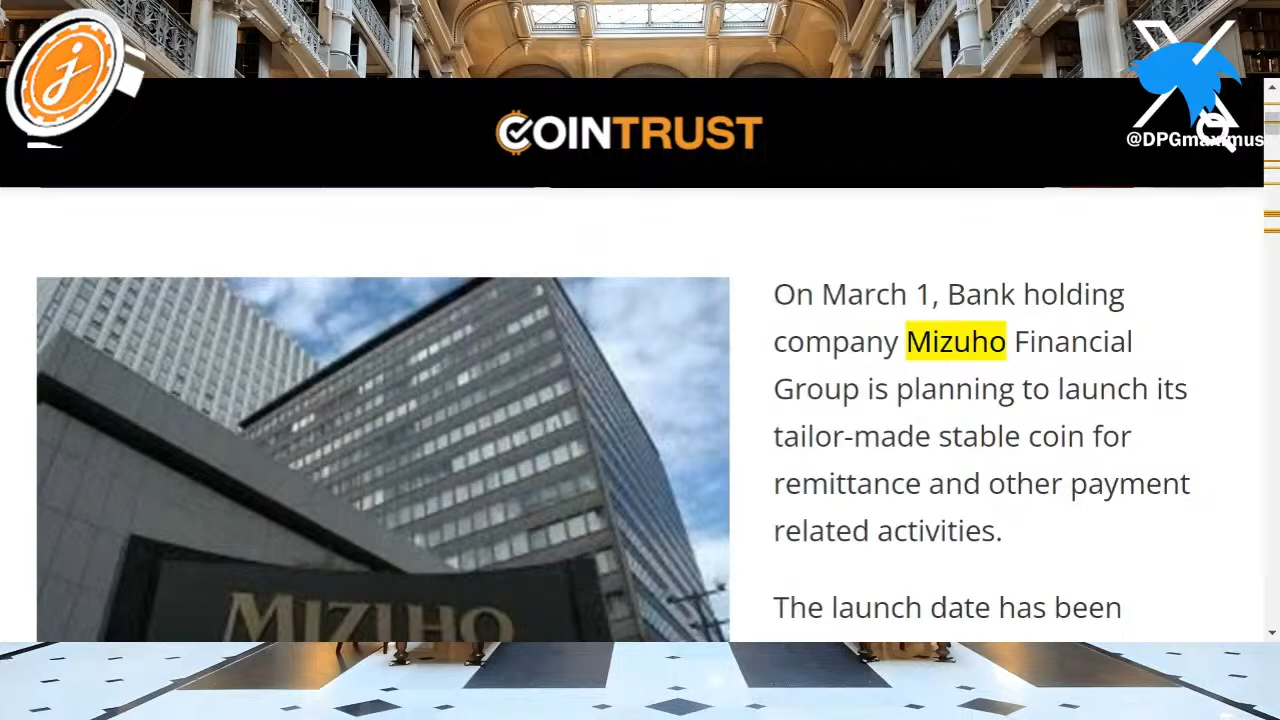 j
COINTRUST
X
@DPGmaximus
On March 1, Bank holding
company Mizuho Financial
Group is planning to launch its
tailor-made stable coin for
remittance and other payment
related activities.
The launch date has been
MIZUHO